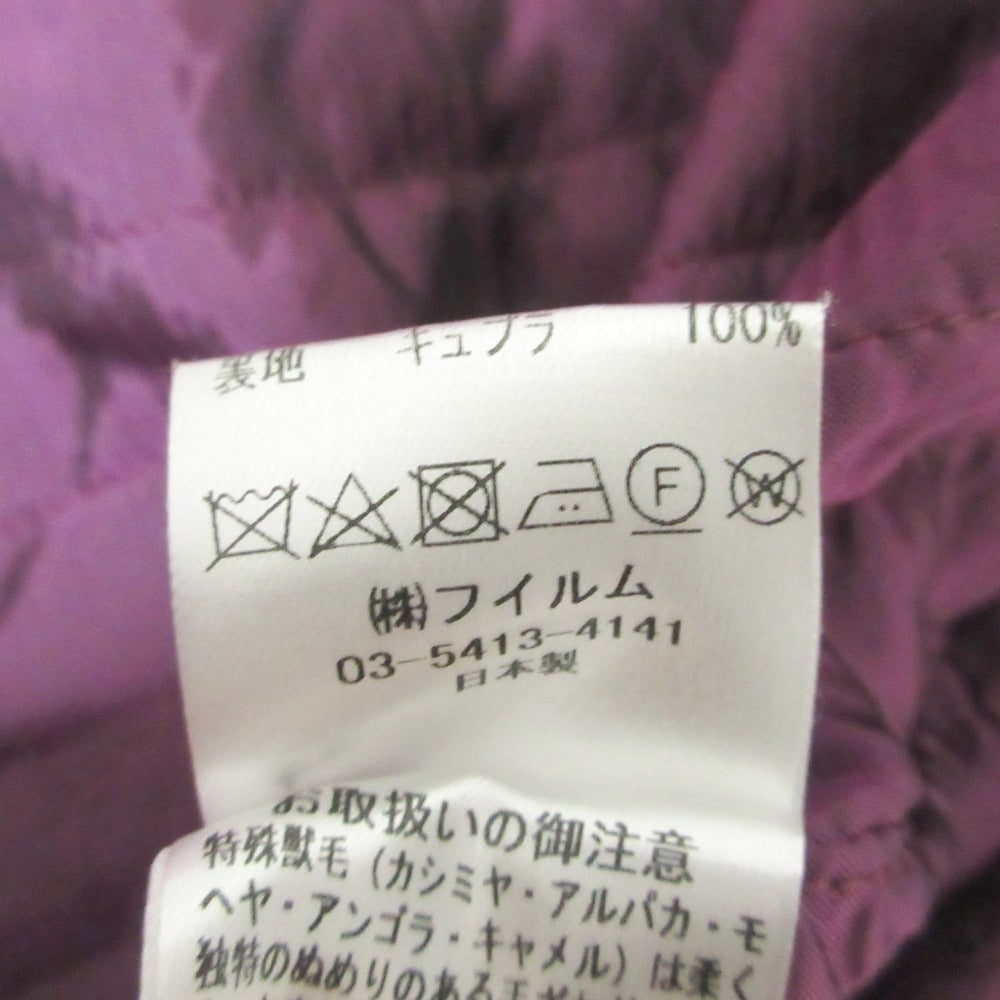 裏地 キュプラ 100%
F W
㈱フイルム
03-5413-4141
日本製
お取扱いの御注意
特殊獣毛(カシミヤ・アルパカ・モ
ヘヤ・アンゴラ・キャメル)は柔く
独特のぬめりのある